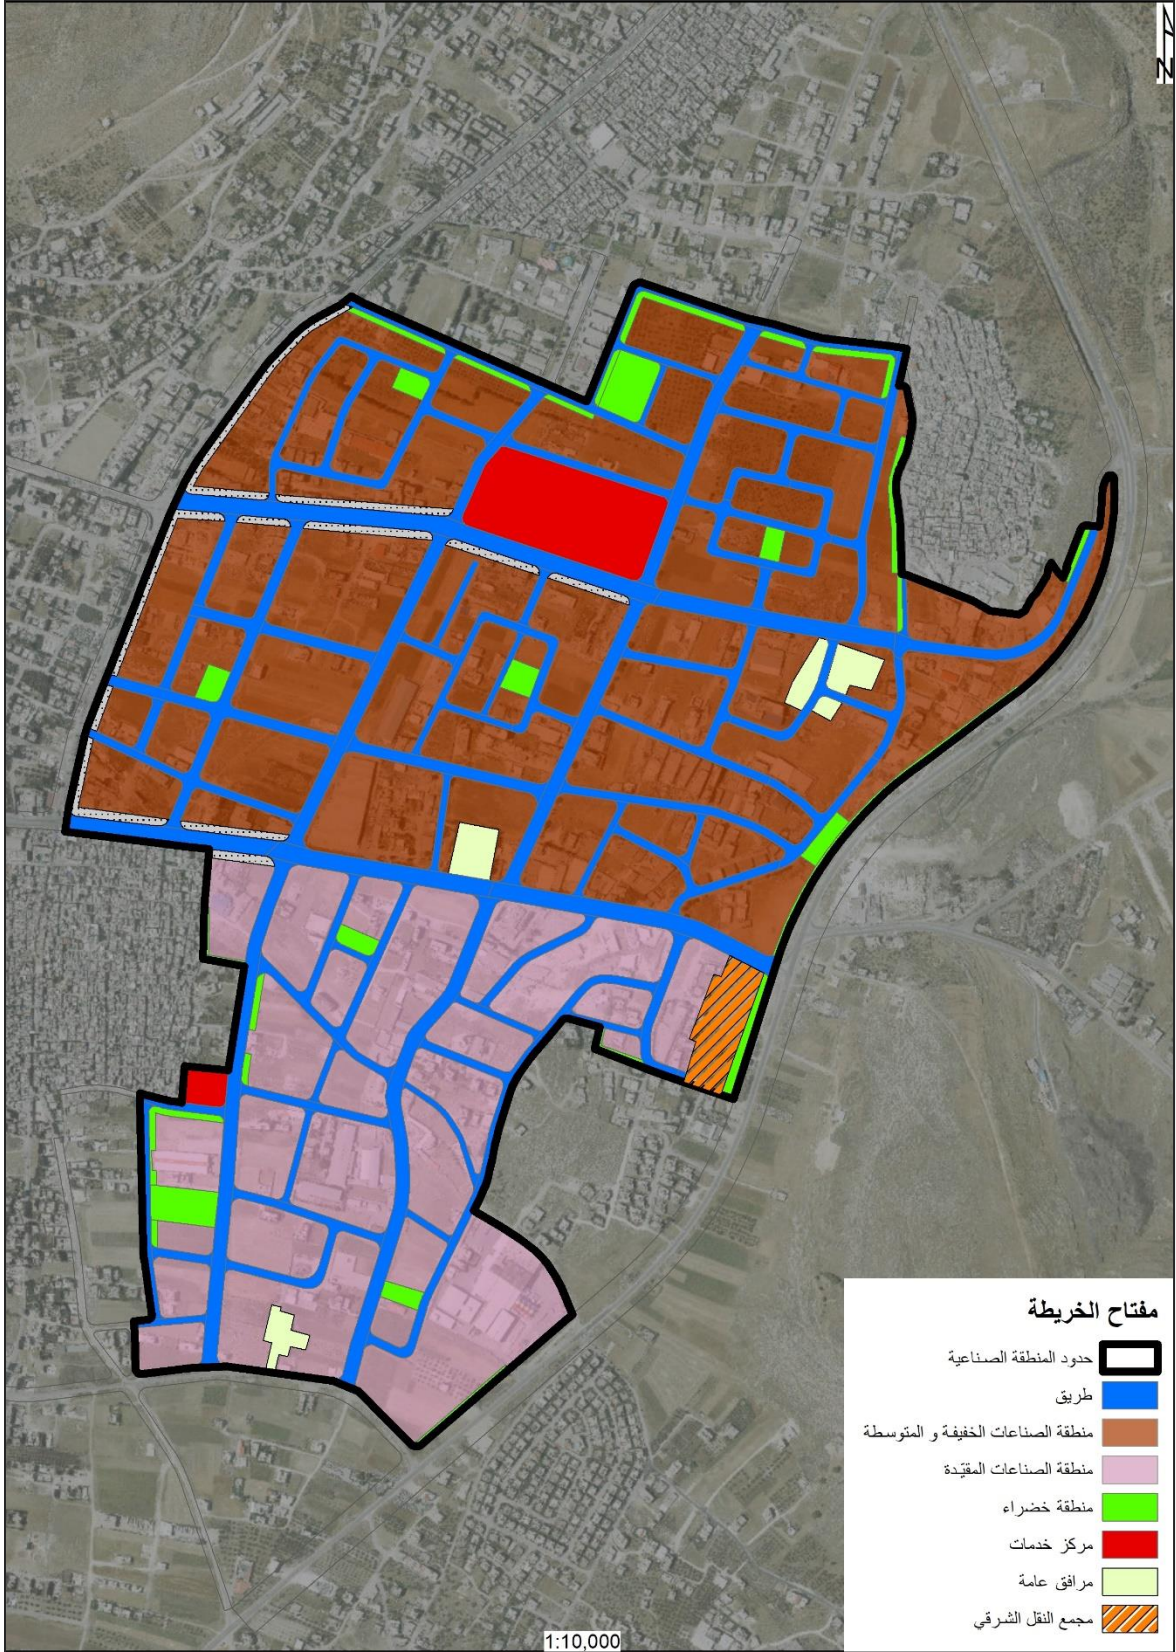 مفتاح الخريطة
حدود المنطقة الصناعية
طريق
منطقة الصناعات الخفيفة و المتوسطة
منطقة الصناعات المقيّدة
منطقة خضراء
مركز خدمات
مرافق عامة
مجمع النقل الشرقي
1:10,000